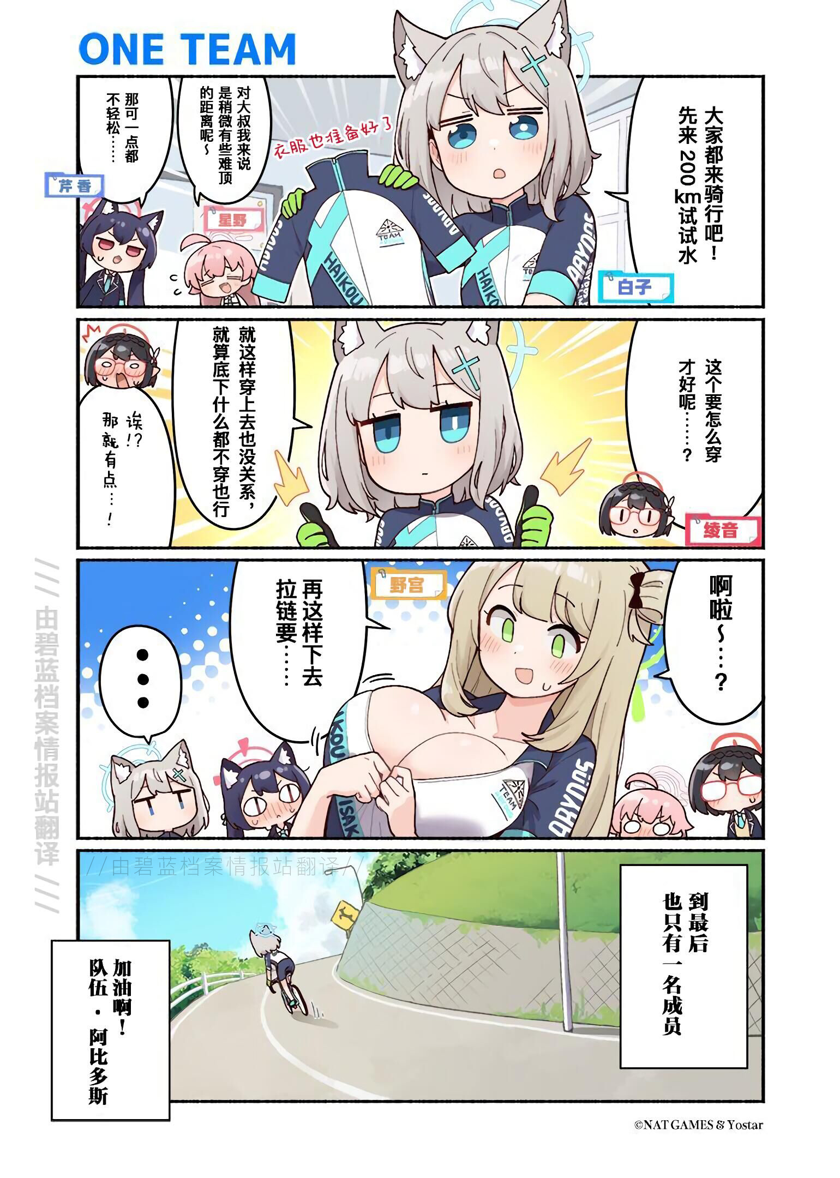 ONE TEAM
大家都来骑行吧！
先来200㎞试试水
白子
衣服也准备好了
对大叔我来说
是稍微有些难顶
的距离呢～
星野
那可一点都
不轻松……
芹香
TEAM
HAIKOU
HAIKOU
ABYDOS
TEAM
这个要怎么穿
才好呢……？
绫音
就这样穿上去也没关系，
就算底下什么都不穿也行
诶！？
那就有点…！
啊啦～…？
野宫
再这样下去
拉链要……
•••
TEAM
ABYDOS
到最后
也只有一名成员
加油啊！
队伍·阿比多斯
//由碧蓝档案情报站翻译//
/// 由碧蓝档案情报站翻译 ///
©NAT GAMES & Yostar